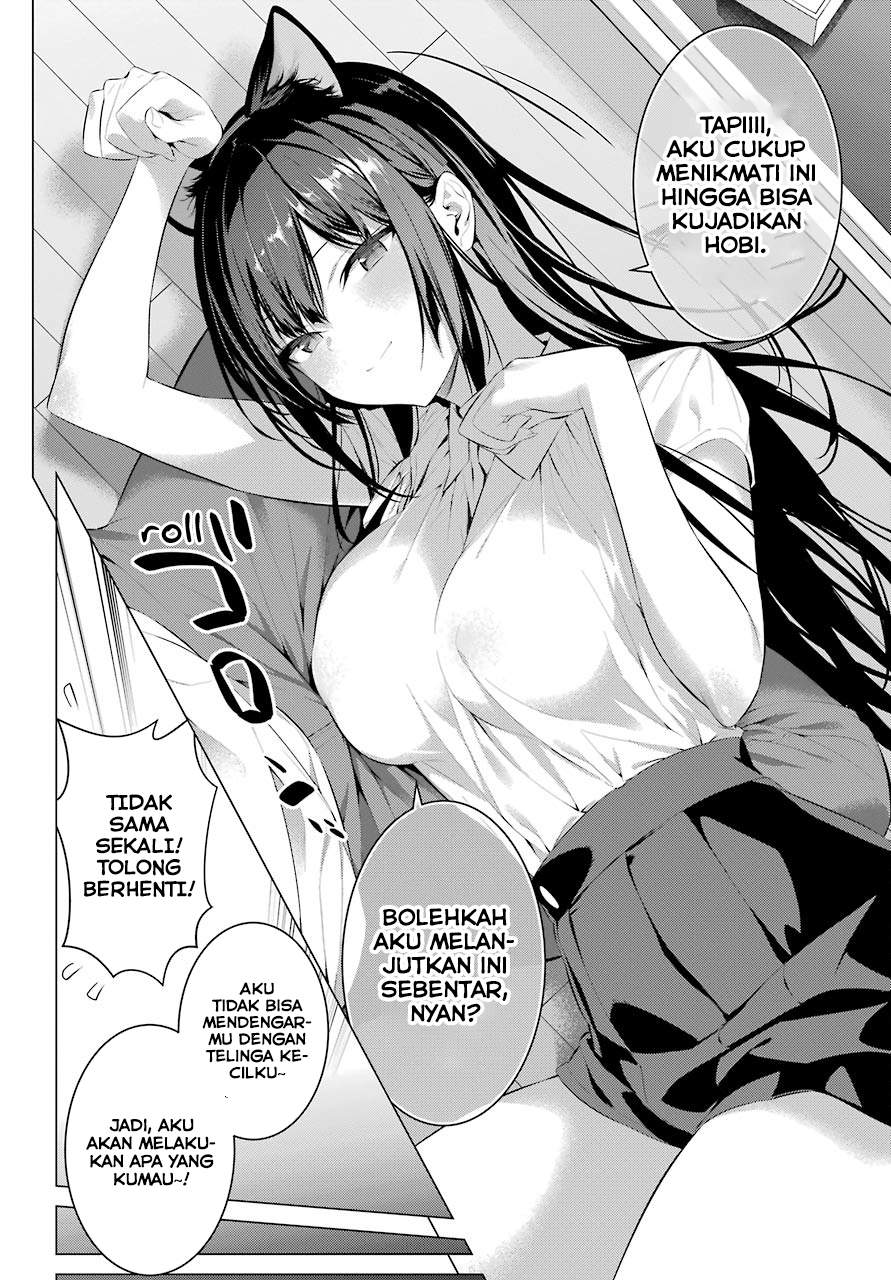 TAPIIII,
AKU CUKUP
MENIKMATI INI
HINGGA BISA
KUJADIKAN
HOBI.
roll
ゴロ
BOLEHKAH
AKU MELAN-
JUTKAN INI
SEBENTAR,
NYAN?
TIDAK
SAMA
SEKALI!
TOLONG
BERHENTI!
AKU
TIDAK BISA
MENDENGAR-
MU DENGAN
TELINGA KE-
CILKU~
JADI, AKU
AKAN MELAKU-
KAN APA YANG
KUMAU~!